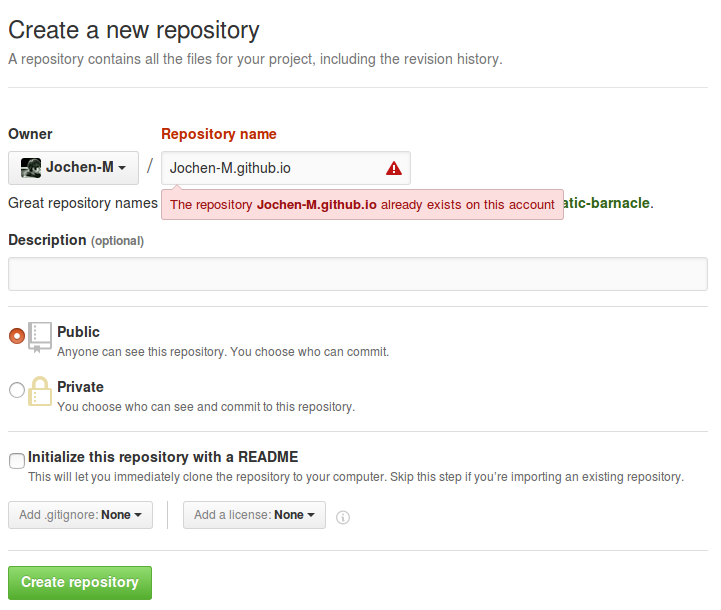 Create a new repository
A repository contains all the files for your project, including the revision history.
Owner
Repository name
Jochen-M / Jochen-M.github.io
Great repository names
The repository Jochen-M.github.io already exists on this account
atic-barnacle.
Description (optional)
Public
Anyone can see this repository. You choose who can commit.
Private
You choose who can see and commit to this repository.
Initialize this repository with a README
This will let you immediately clone the repository to your computer. Skip this step if you’re importing an existing repository.
Add .gitignore: None
Add a license: None
Create repository